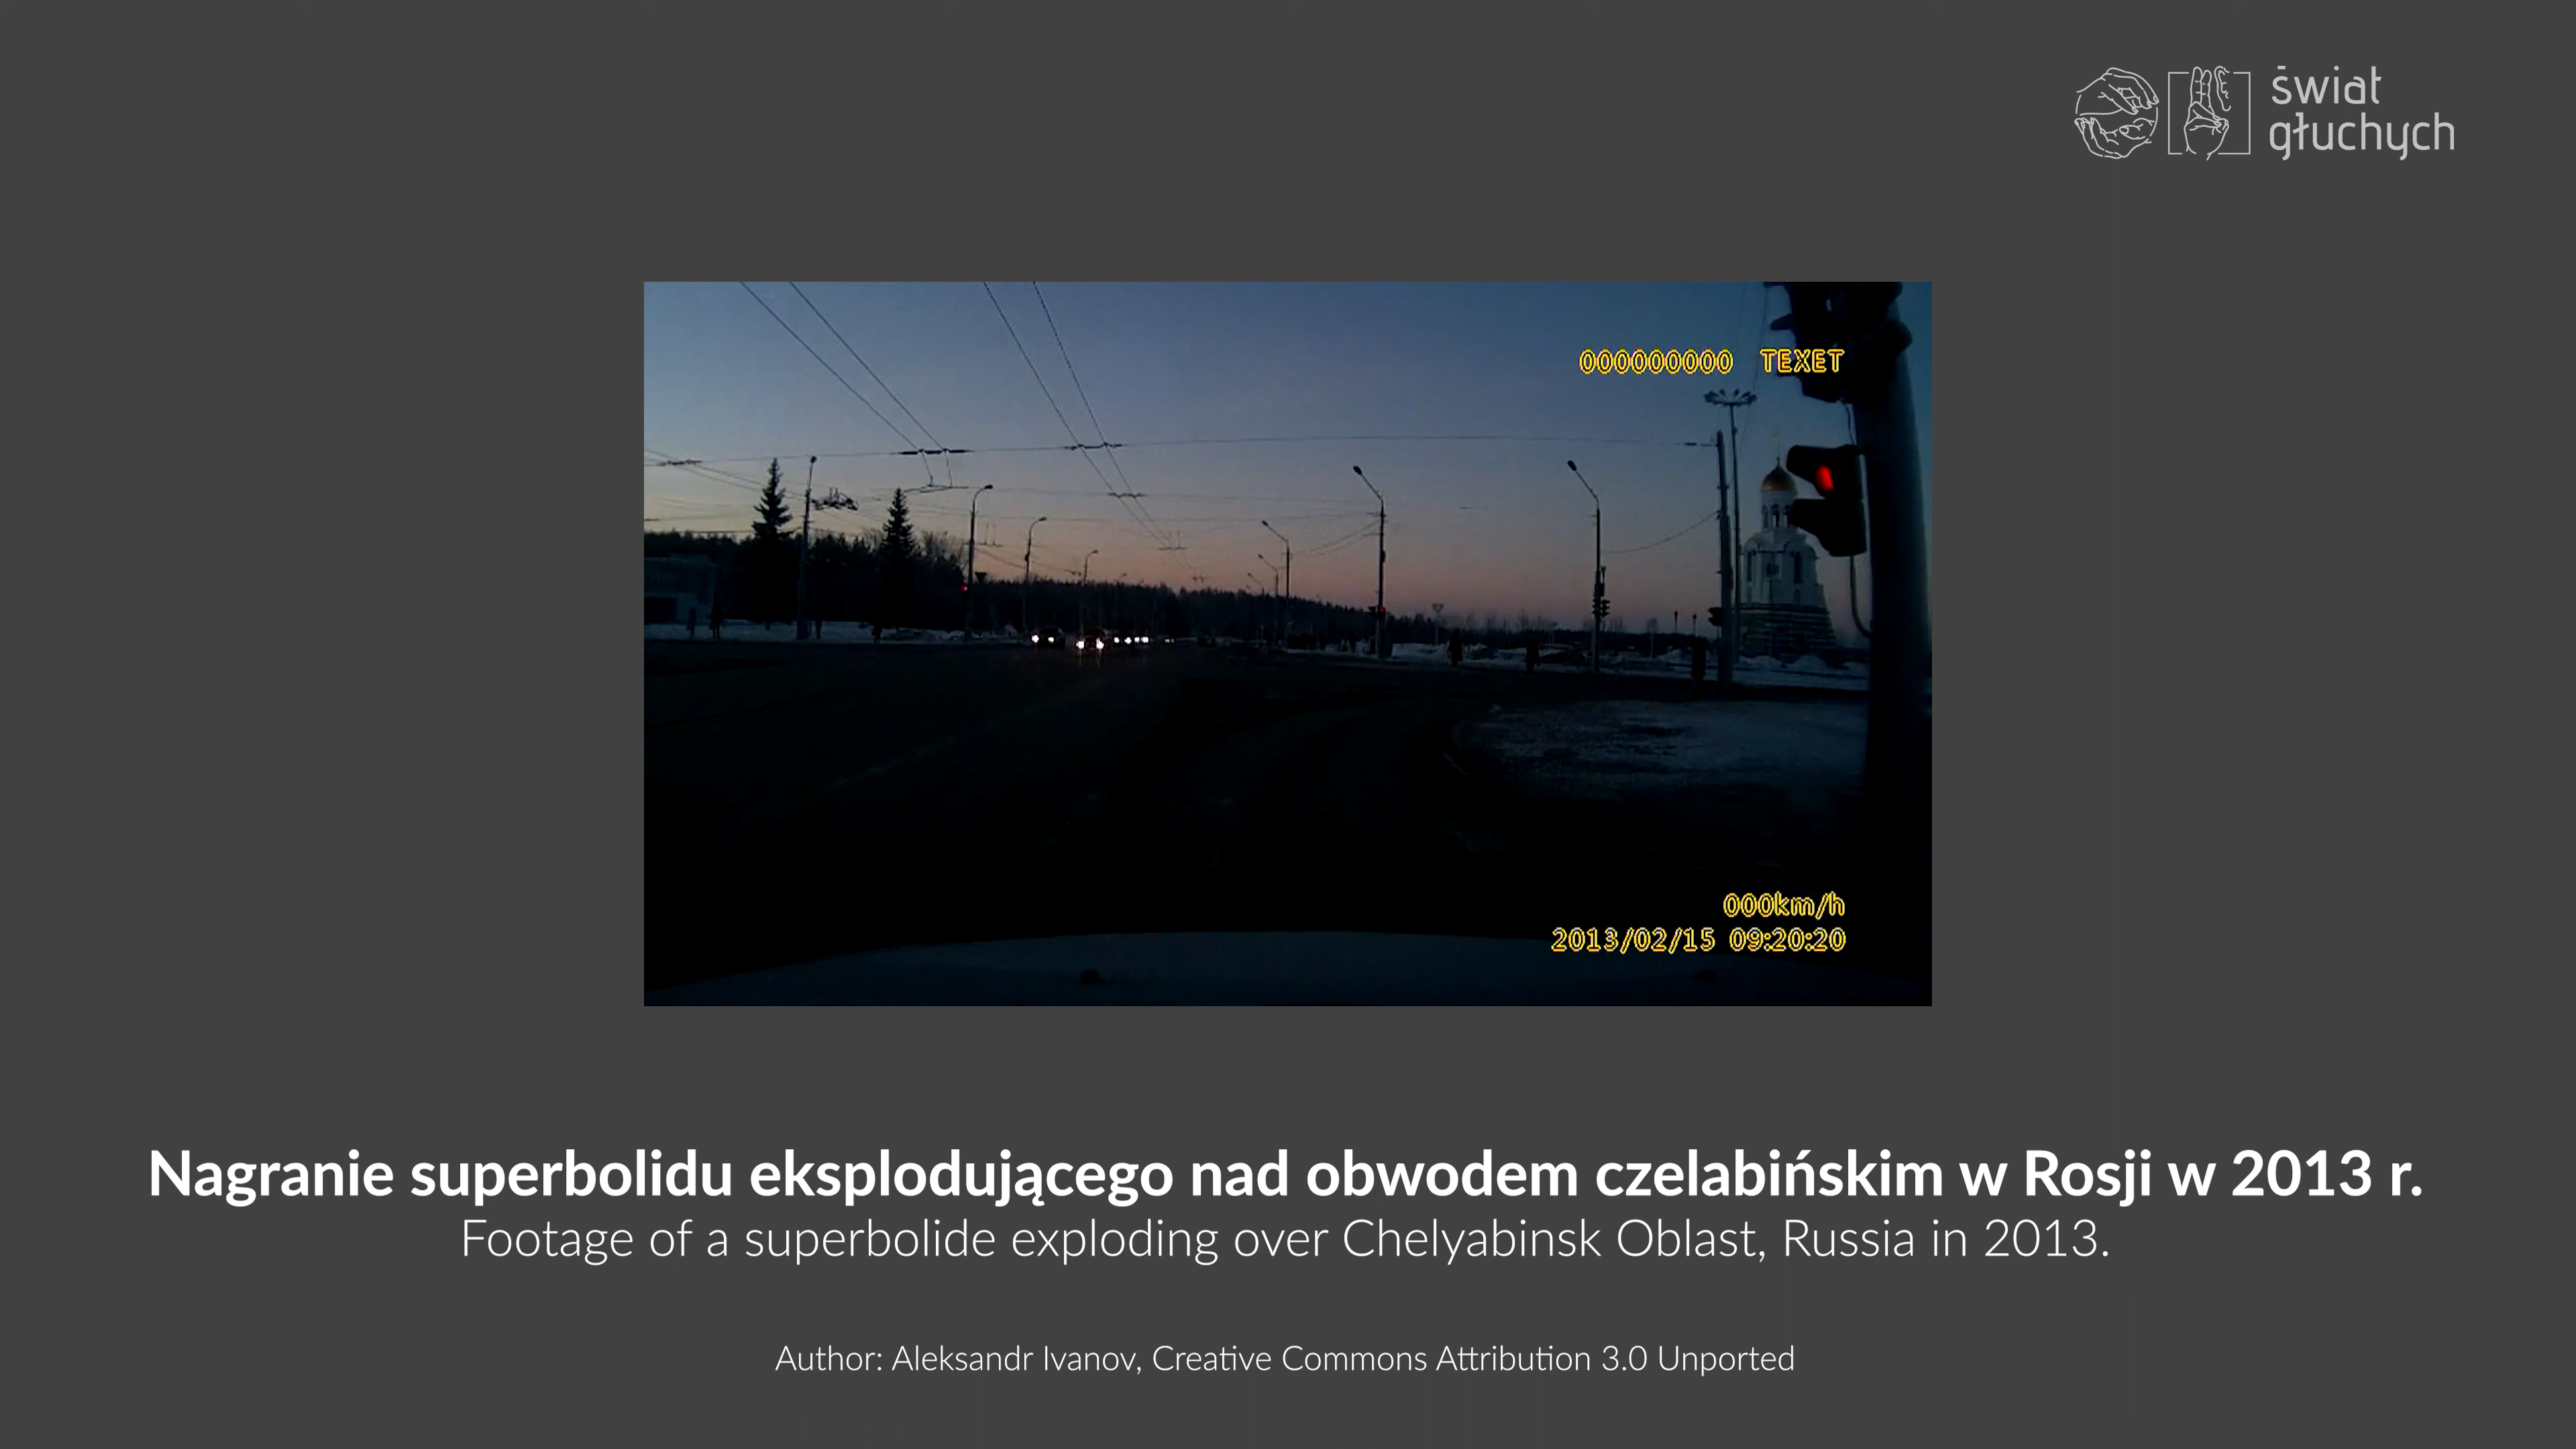 świat
głuchych
000000000 TEXET
000km/h
2013/02/15 09:20:20
Nagranie superbolidu eksplodującego nad obwodem czelabińskim w Rosji w 2013 r.
Footage of a superbolide exploding over Chelyabinsk Oblast, Russia in 2013.
Author: Aleksandr Ivanov, Creative Commons Attribution 3.0 Unported